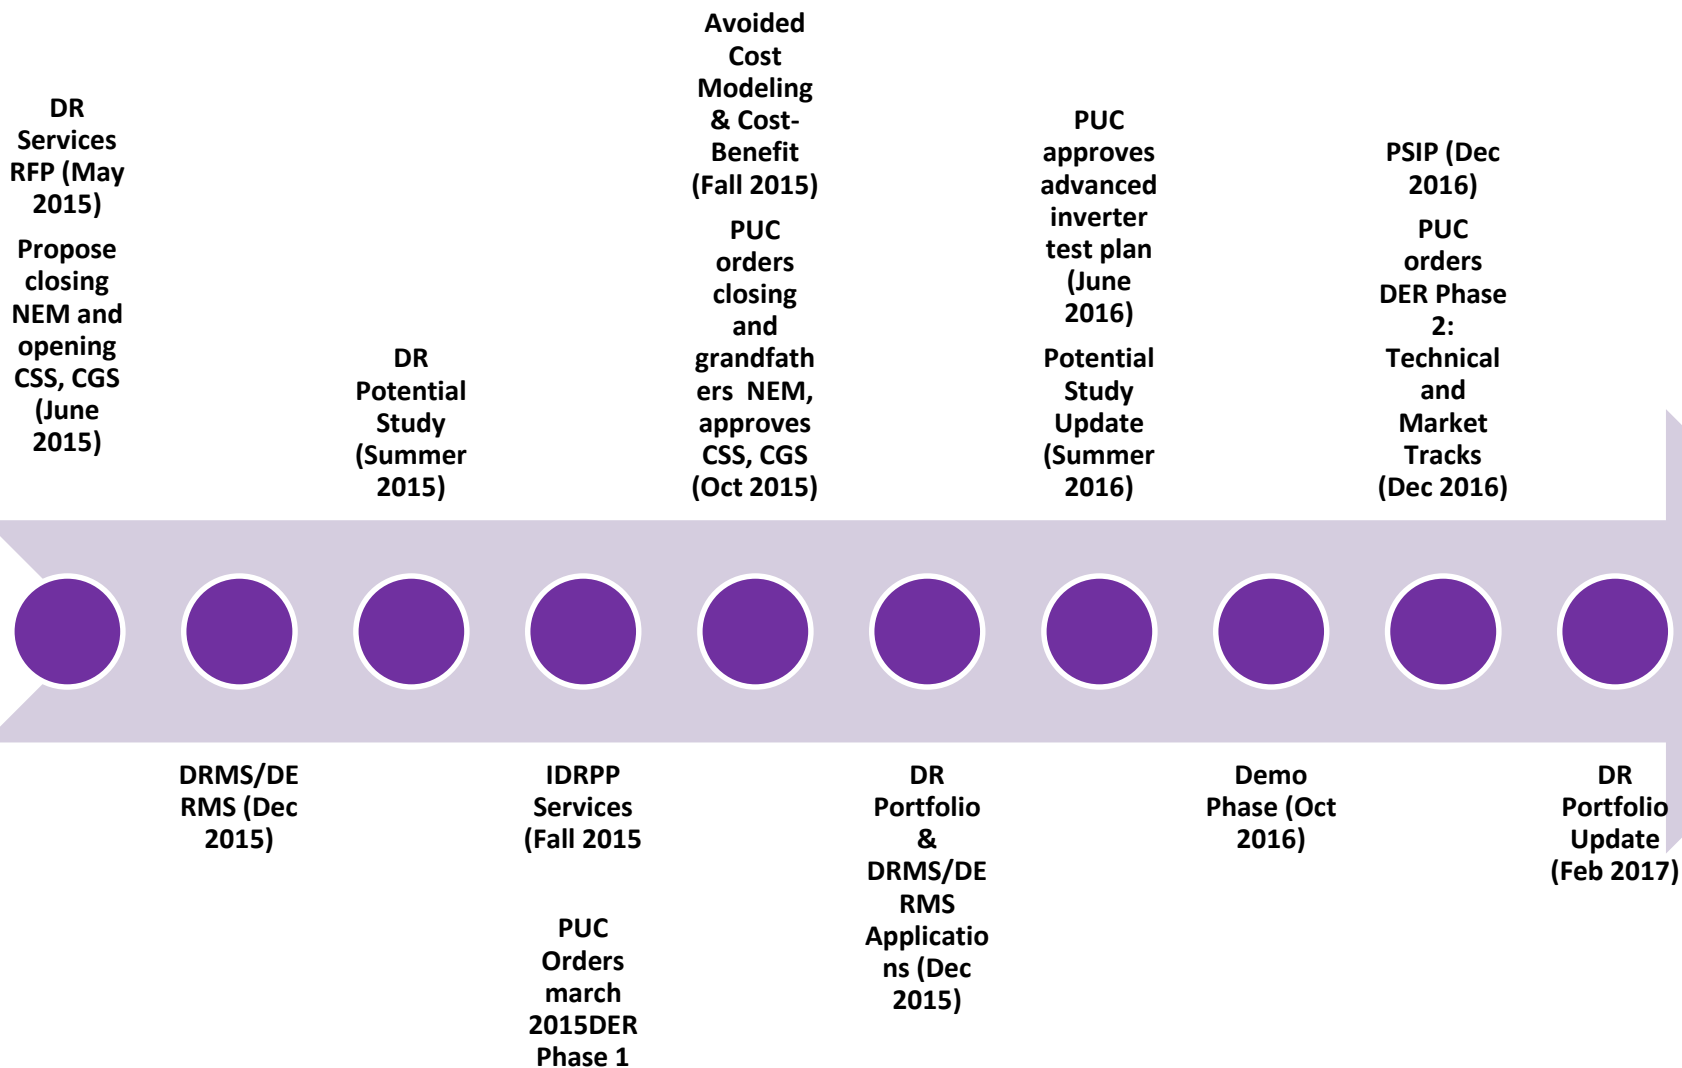 DR
Services
RFP (May
2015)
Propose
closing
NEM and
opening
CSS, CGS
(June
2015)
DRMS/DE
RMS (Dec
2015)
DR
Potential
Study
(Summer
2015)
IDRPP
Services
(Fall 2015
PUC
Orders
march
2015DER
Phase 1
Avoided
Cost
Modeling
& Cost-
Benefit
(Fall 2015)
PUC
orders
closing
and
grandfath
ers  NEM,
approves
CSS, CGS
(Oct 2015)
DR
Portfolio
&
DRMS/DE
RMS
Applicatio
ns (Dec
2015)
PUC
approves
advanced
inverter
test plan
(June
2016)
Potential
Study
Update
(Summer
2016)
Demo
Phase (Oct
2016)
PSIP (Dec
2016)
PUC
orders
DER Phase
2:
Technical
and
Market
Tracks
(Dec 2016)
DR
Portfolio
Update
(Feb 2017)